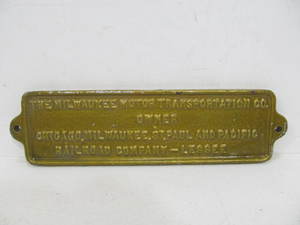 THE MILWAUKEE MOTOR TRANSPORTATION CO.
OWNER
CHICAGO, MILWAUKEE, ST. PAUL AND PACIFIC
RAILROAD COMPANY — LESSEE